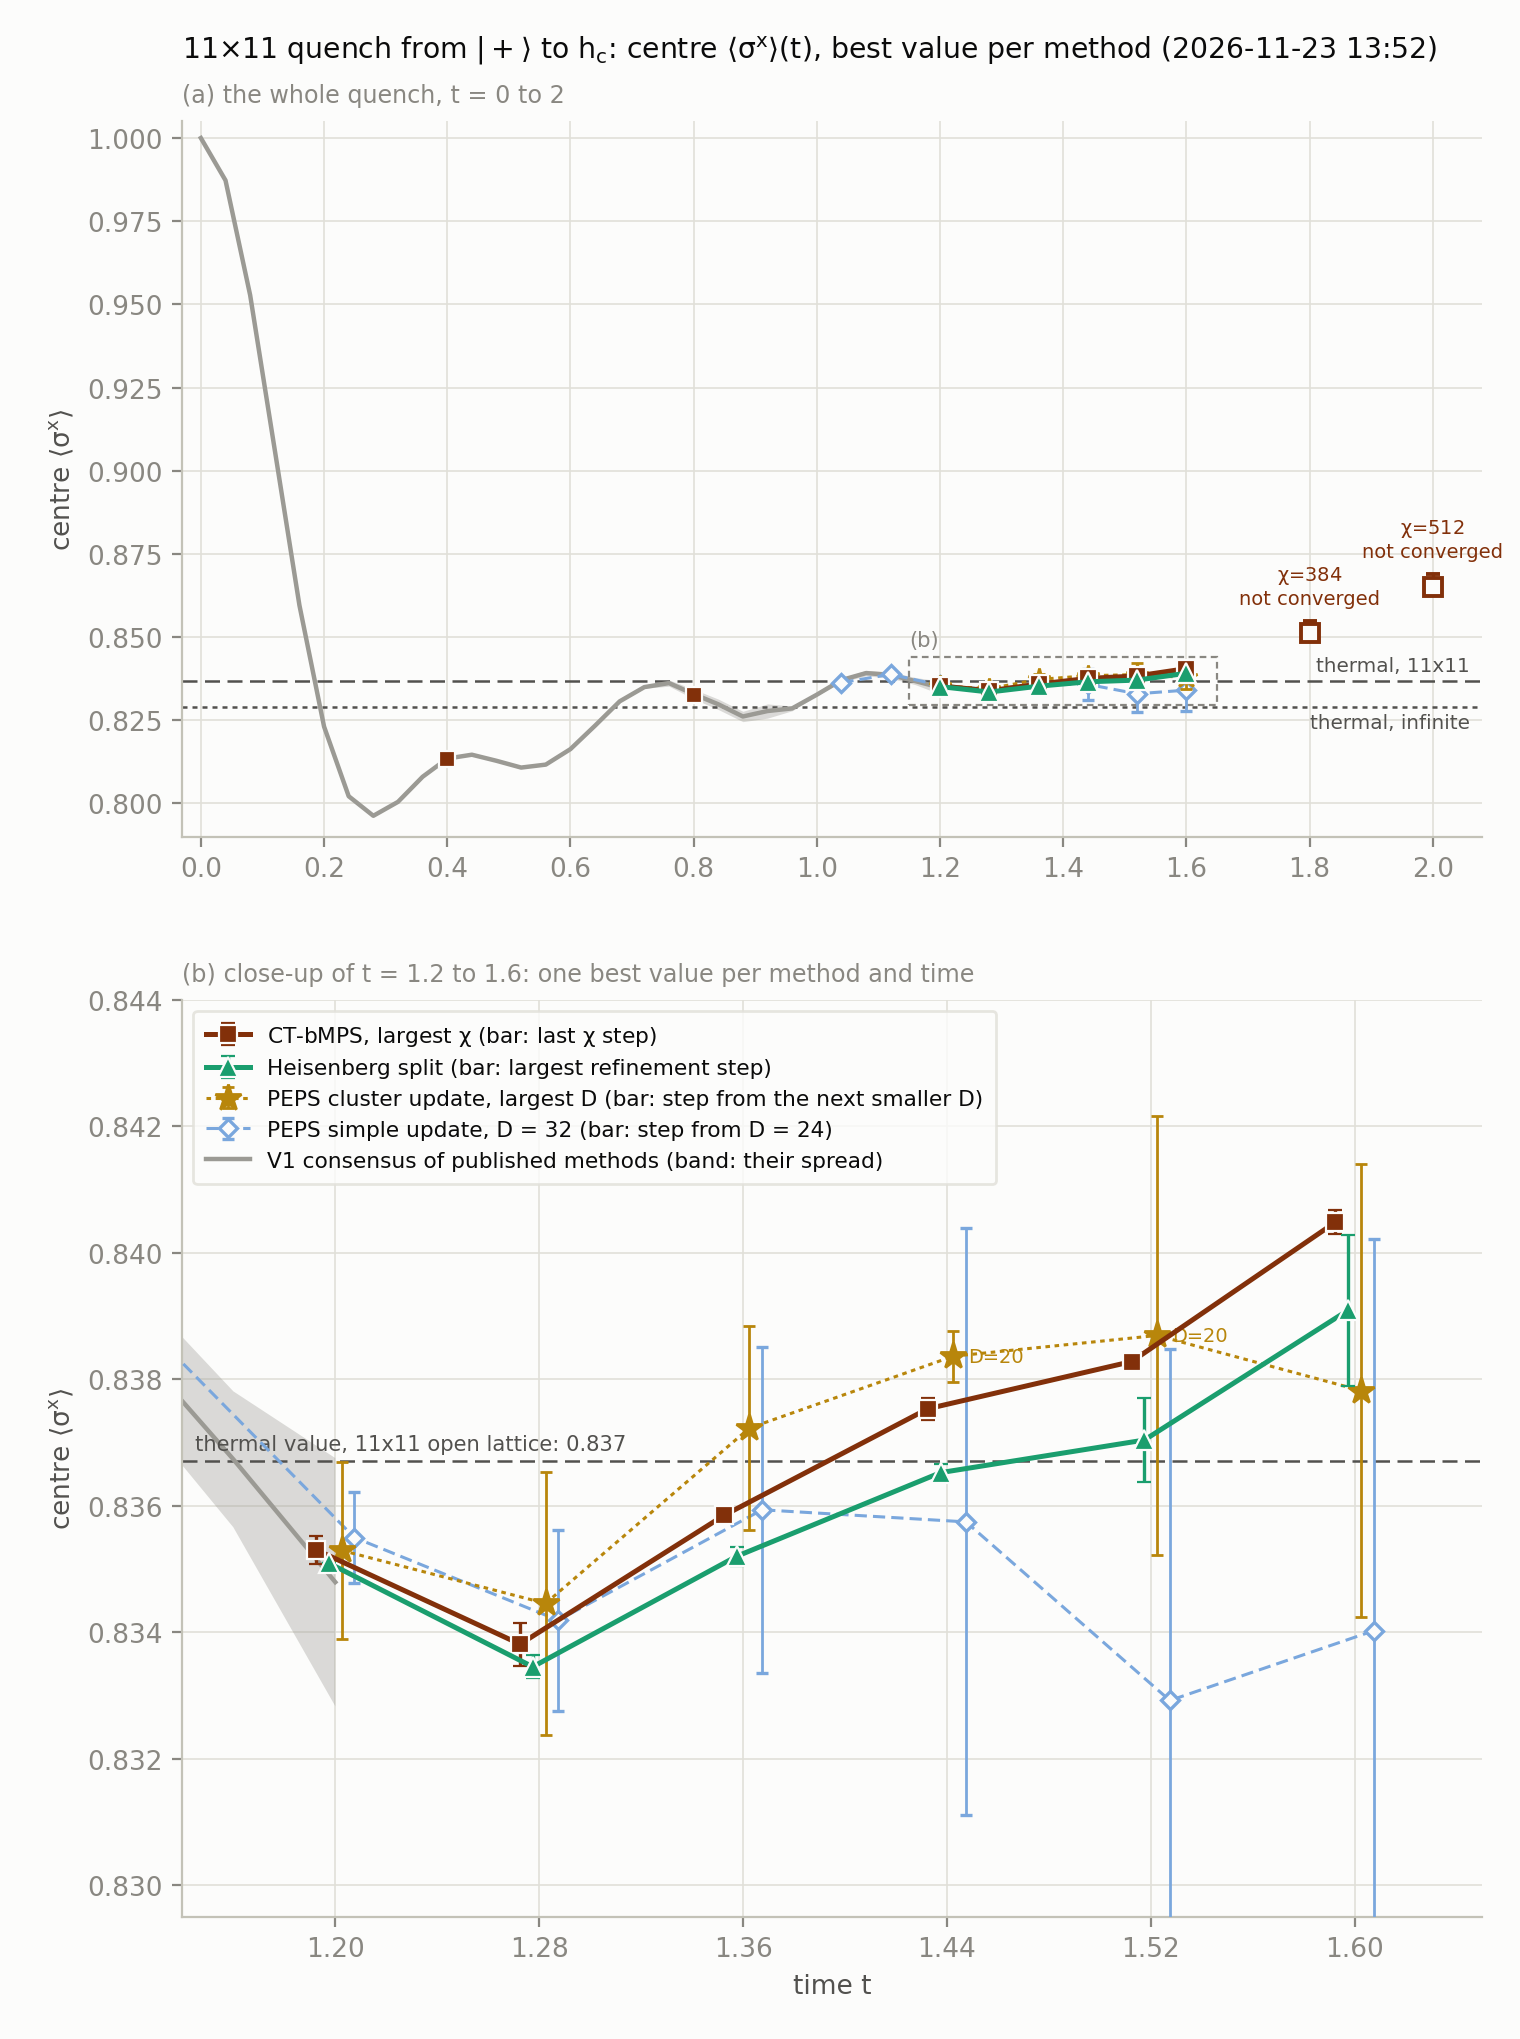 11×11 quench from | + ⟩ to h_c: centre ⟨σ^x⟩(t), best value per method (2026-11-23 13:52)
(a) the whole quench, t = 0 to 2
1.000
0.975
0.950
0.925
0.900
0.875
0.850
0.825
0.800
centre ⟨σ^x⟩
χ=512
not converged
χ=384
not converged
(b)
thermal, 11x11
thermal, infinite
0.0 0.2 0.4 0.6 0.8 1.0 1.2 1.4 1.6 1.8 2.0
(b) close-up of t = 1.2 to 1.6: one best value per method and time
0.844
0.842
0.840
0.838
0.836
0.834
0.832
0.830
centre ⟨σ^x⟩
CT-bMPS, largest χ (bar: last χ step)
Heisenberg split (bar: largest refinement step)
PEPS cluster update, largest D (bar: step from the next smaller D)
PEPS simple update, D = 32 (bar: step from D = 24)
V1 consensus of published methods (band: their spread)
D=20
D=20
thermal value, 11x11 open lattice: 0.837
1.20 1.28 1.36 1.44 1.52 1.60
time t